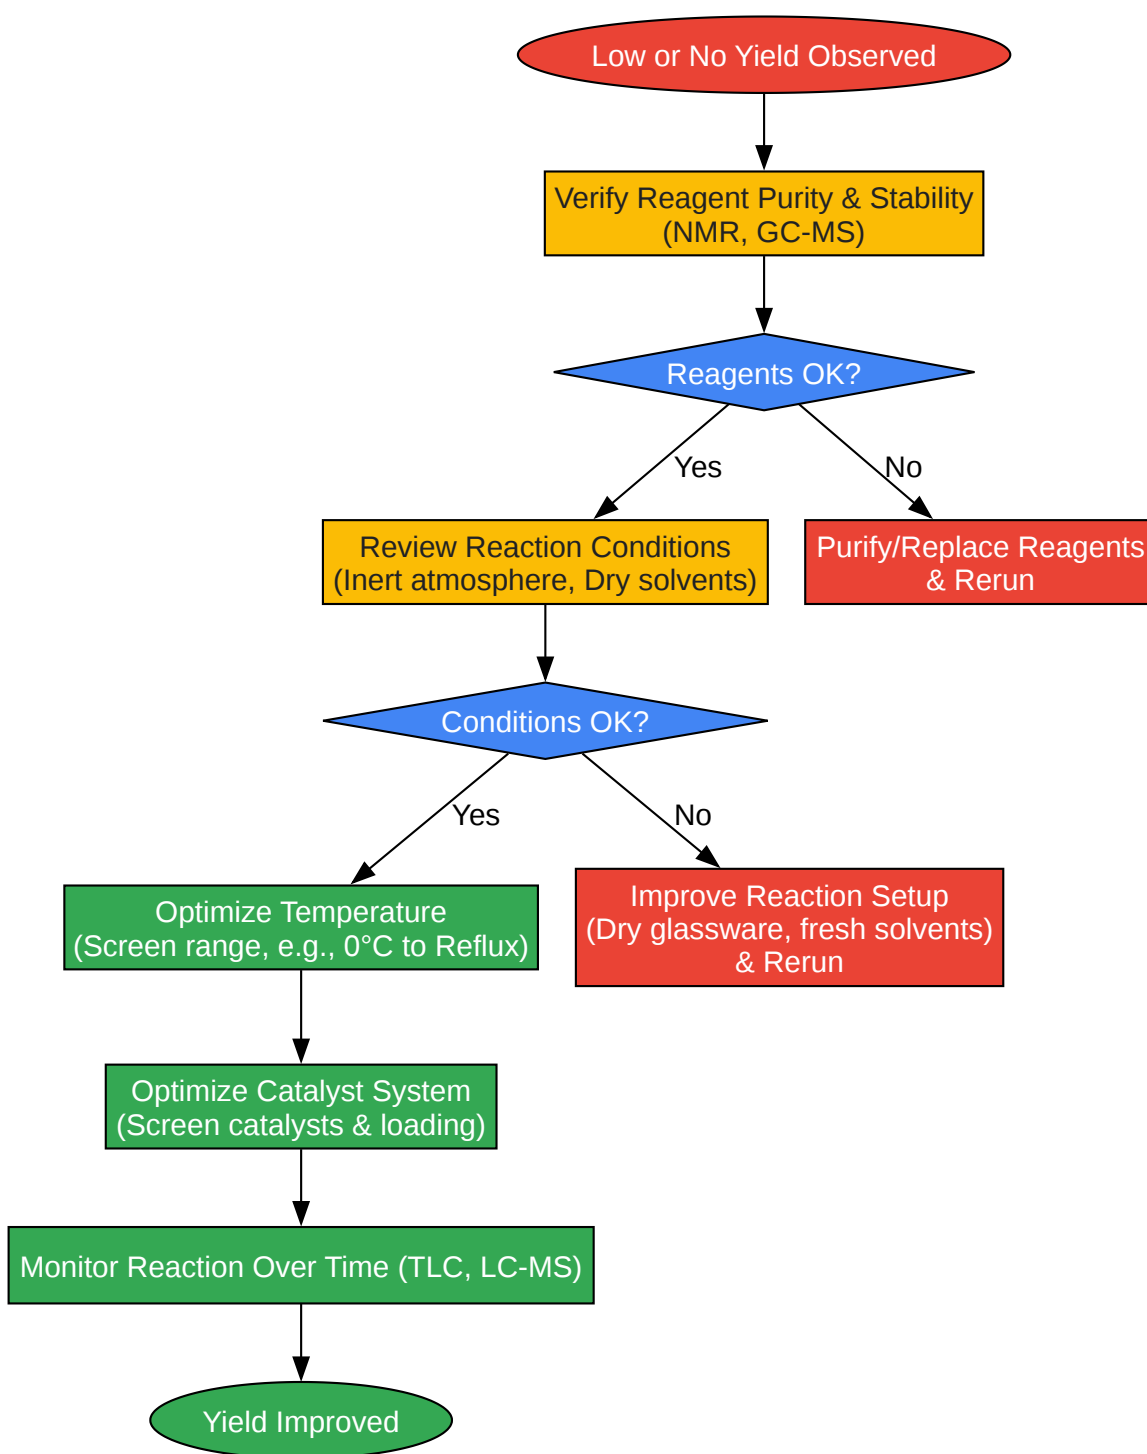 Low or No Yield Observed
Verify Reagent Purity & Stability
(NMR, GC-MS)
Reagents OK?
Yes
No
Review Reaction Conditions
(Inert atmosphere, Dry solvents)
Purify/Replace Reagents
& Rerun
Conditions OK?
Yes
No
Optimize Temperature
(Screen range, e.g., 0°C to Reflux)
Improve Reaction Setup
(Dry glassware, fresh solvents)
& Rerun
Optimize Catalyst System
(Screen catalysts & loading)
Monitor Reaction Over Time (TLC, LC-MS)
Yield Improved